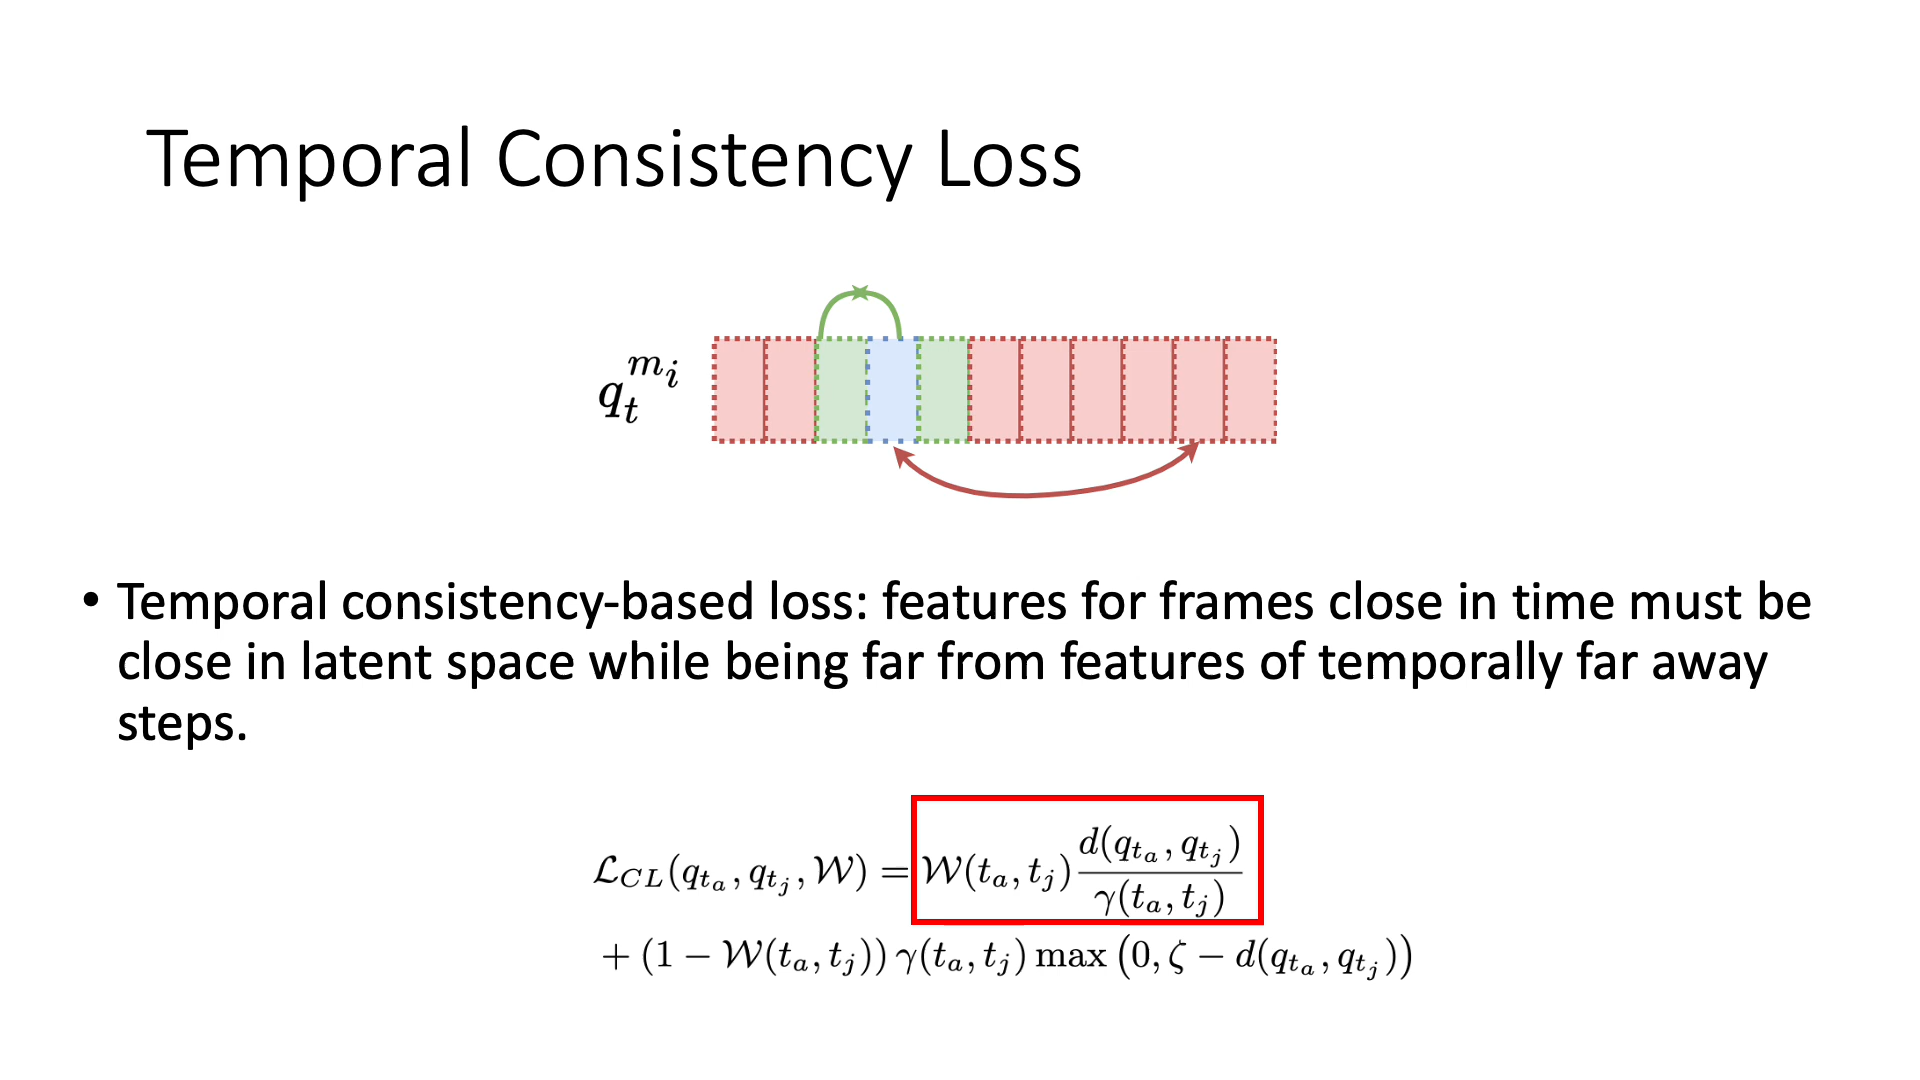 Temporal Consistency Loss
$q_t^{m_i}$
• Temporal consistency-based loss: features for frames close in time must be
close in latent space while being far from features of temporally far away
steps.
$\mathcal{L}_{CL}(q_{t_a}, q_{t_j}, \mathcal{W}) = \mathcal{W}(t_a, t_j) \frac{d(q_{t_a}, q_{t_j})}{\gamma(t_a, t_j)}$
$+ (1 - \mathcal{W}(t_a, t_j)) \gamma(t_a, t_j) \max(0, \zeta - d(q_{t_a}, q_{t_j}))$